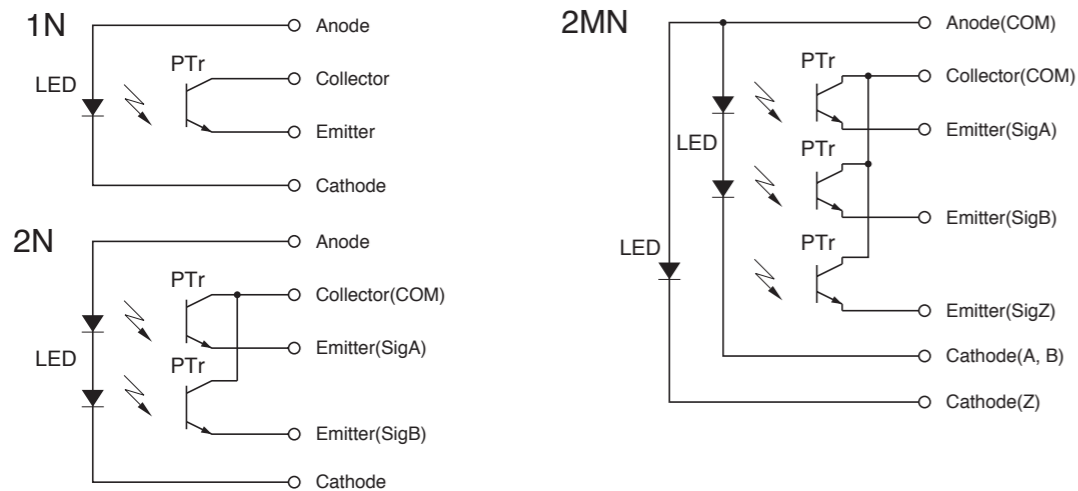 1N
Anode
LED
PTr
Collector
Emitter
Cathode
2N
Anode
PTr
Collector(COM)
Emitter(SigA)
LED
PTr
Emitter(SigB)
Cathode
2MN
Anode(COM)
PTr
Collector(COM)
Emitter(SigA)
LED
PTr
Emitter(SigB)
LED
PTr
Emitter(SigZ)
Cathode(A, B)
Cathode(Z)